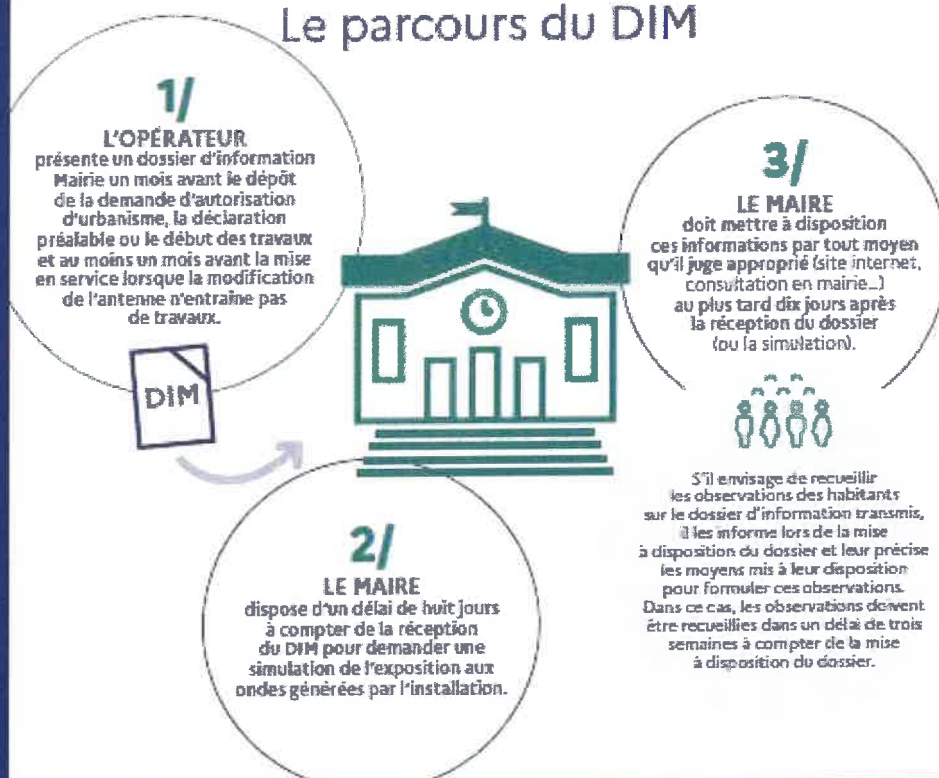 Le parcours du DIM
1/
L'OPÉRATEUR
présente un dossier d'information
Mairie un mois avant le dépôt
de la demande d'autorisation
d'urbanisme, la déclaration
préalable ou le début des travaux
et au moins un mois avant la mise
en service lorsque la modification
de l'antenne n'entraîne pas
de travaux.
DIM
2/
LE MAIRE
dispose d'un délai de huit jours
à compter de la réception
du DIM pour demander une
simulation de l'exposition aux
ondes générées par l'installation.
3/
LE MAIRE
doit mettre à disposition
ces informations par tout moyen
qu'il juge approprié (site internet,
consultation en mairie...)
au plus tard dix jours après
la réception du dossier
(ou la simulation).
S'il envisage de recueillir
les observations des habitants
sur le dossier d'information transmis,
il les informe lors de la mise
à disposition du dossier et leur précise
les moyens mis à leur disposition
pour formuler ces observations.
Dans ce cas, les observations doivent
être recueillies dans un délai de trois
semaines à compter de la mise
à disposition du dossier.